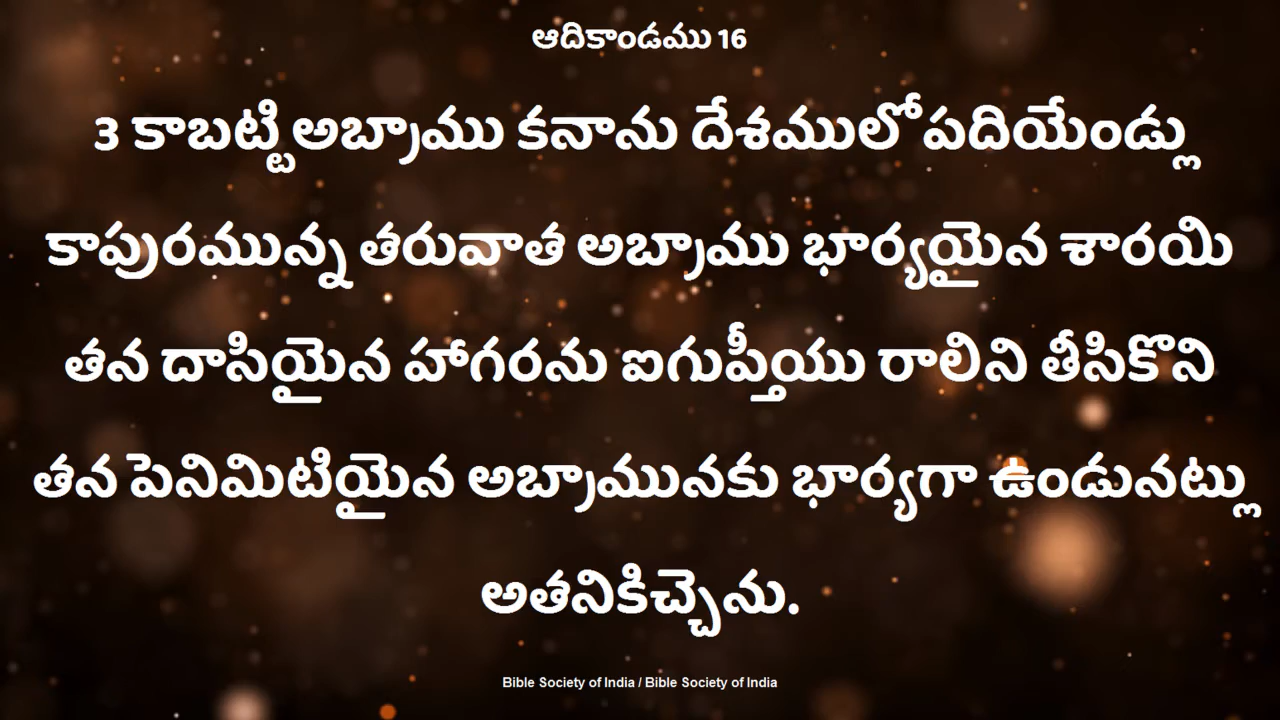 ఆదికాండము 16
3 కాబట్టి అబ్రాము కనాను దేశములో పదియేండ్లు
కాపురమున్న తరువాత అబ్రాము భార్యయైన శారయి
తన దాసియైన హాగరను ఐగుప్తీయు రాలిని తీసికొని
తన పెనిమిటియైన అబ్రామునకు భార్యగా ఉండునట్లు
అతనికిచ్చెను.
Bible Society of India / Bible Society of India